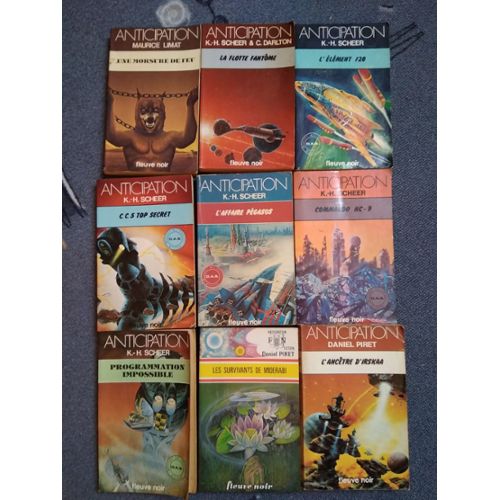 ANTICIPATION
MAURICE LIMAT
UNE MORSURE DE FEU
fleuve noir
ANTICIPATION
K.-H. SCHEER & C. DARLTON
LA FLOTTE FANTÔME
fleuve noir
ANTICIPATION
K.-H. SCHEER
L'ÉLÉMENT 120
fleuve noir
ANTICIPATION
K.-H. SCHEER
C.C.5 TOP SECRET
fleuve noir
ANTICIPATION
K.-H. SCHEER
L'AFFAIRE PÉGASUS
fleuve noir
ANTICIPATION
K.-H. SCHEER
COMMANDO HC-9
fleuve noir
ANTICIPATION
K.-H. SCHEER
PROGRAMMATION
IMPOSSIBLE
fleuve noir
Daniel PIRET
LES SURVIVANTS DE MIDERABI
fleuve noir
ANTICIPATION
DANIEL PIRET
L'ANCÊTRE D'IRSKAA
fleuve noir